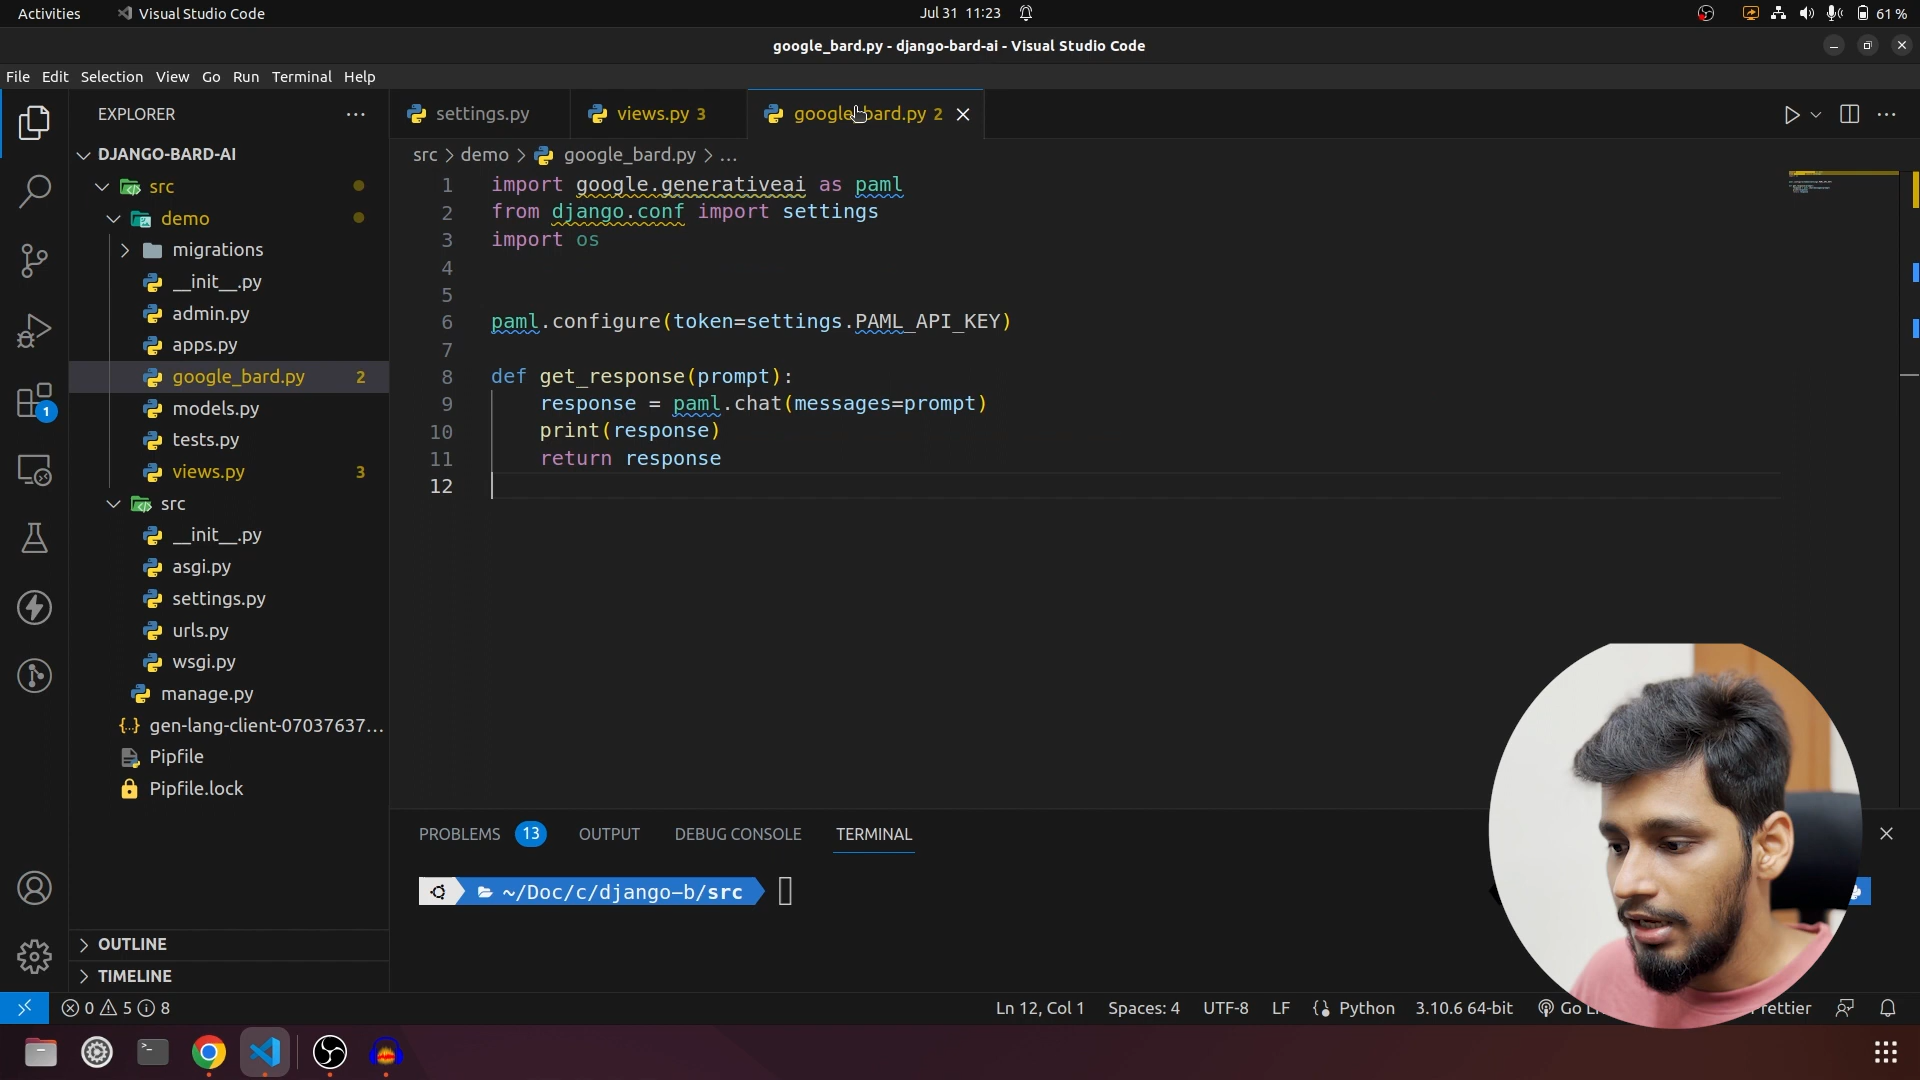 Activities
Visual Studio Code
Jul 31 11:23
61 %
google_bard.py - django-bard-ai - Visual Studio Code
File Edit Selection View Go Run Terminal Help
EXPLORER
settings.py
views.py 3
google_bard.py 2
DJANGO-BARD-AI
src
demo
migrations
__init__.py
admin.py
apps.py
google_bard.py 2
models.py
tests.py
views.py 3
src
__init__.py
asgi.py
settings.py
urls.py
wsgi.py
manage.py
gen-lang-client-07037637...
Pipfile
Pipfile.lock
OUTLINE
TIMELINE
1
src > demo > google_bard.py > ...
1 import google.generativeai as paml
2 from django.conf import settings
3 import os
4
5
6 paml.configure(token=settings.PAML_API_KEY)
7
8 def get_response(prompt):
9     response = paml.chat(messages=prompt)
10     print(response)
11     return response
12
PROBLEMS 13 OUTPUT DEBUG CONSOLE TERMINAL
~/Doc/c/django-b/src
0 5 8
Ln 12, Col 1 Spaces: 4 UTF-8 LF Python 3.10.6 64-bit Go